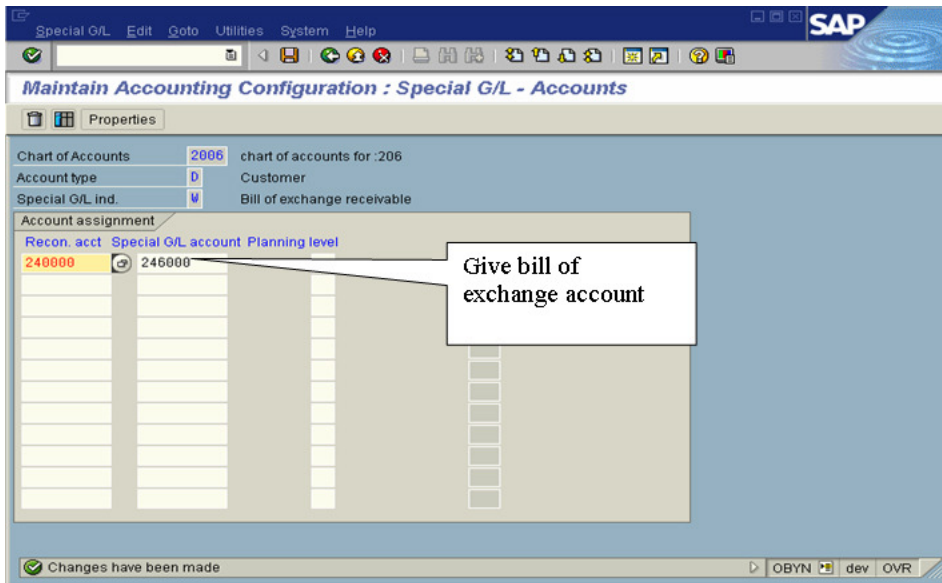 Special G/L Edit Goto Utilities System Help
SAP
Maintain Accounting Configuration : Special G/L - Accounts
Properties
Chart of Accounts 2006 chart of accounts for :206
Account type D Customer
Special G/L ind. W Bill of exchange receivable
Account assignment
Recon. acct Special G/L account Planning level
240000 246000
Give bill of
exchange account
Changes have been made
OBYN dev OVR